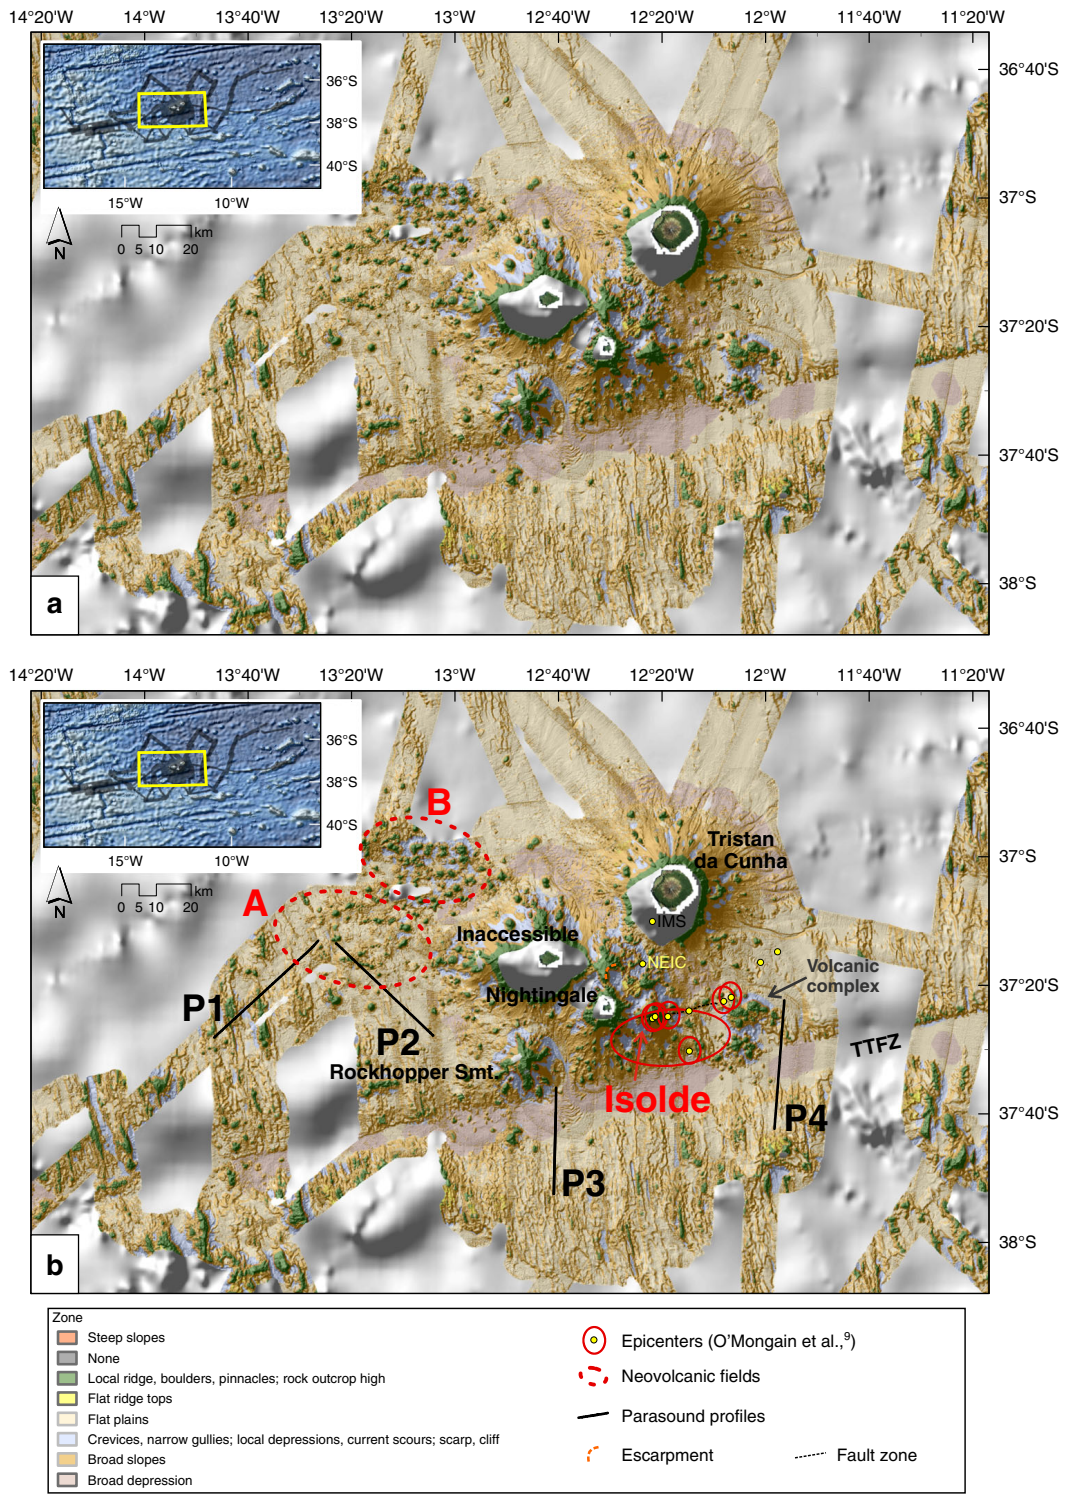 14°20'W 14°W 13°40'W 13°20'W 13°W 12°40'W 12°20'W 12°W 11°40'W 11°20'W
36°S
38°S
40°S
15°W 10°W
N
0 5 10 20 km
36°40'S
37°S
37°20'S
37°40'S
38°S
a
14°20'W 14°W 13°40'W 13°20'W 13°W 12°40'W 12°20'W 12°W 11°40'W 11°20'W
36°S
38°S
40°S
15°W 10°W
N
0 5 10 20 km
36°40'S
37°S
37°20'S
37°40'S
38°S
B
A
Tristan
da Cunha
IMS
Inaccessible
NEIC
Volcanic
complex
Nightingale
P1
P2
TTFZ
Rockhopper Smt.
Isolde
P4
P3
b
Zone
Steep slopes
None
Local ridge, boulders, pinnacles; rock outcrop high
Flat ridge tops
Flat plains
Crevices, narrow gullies; local depressions, current scours; scarp, cliff
Broad slopes
Broad depression
Epicenters (O'Mongain et al.,9)
Neovolcanic fields
Parasound profiles
Escarpment
Fault zone